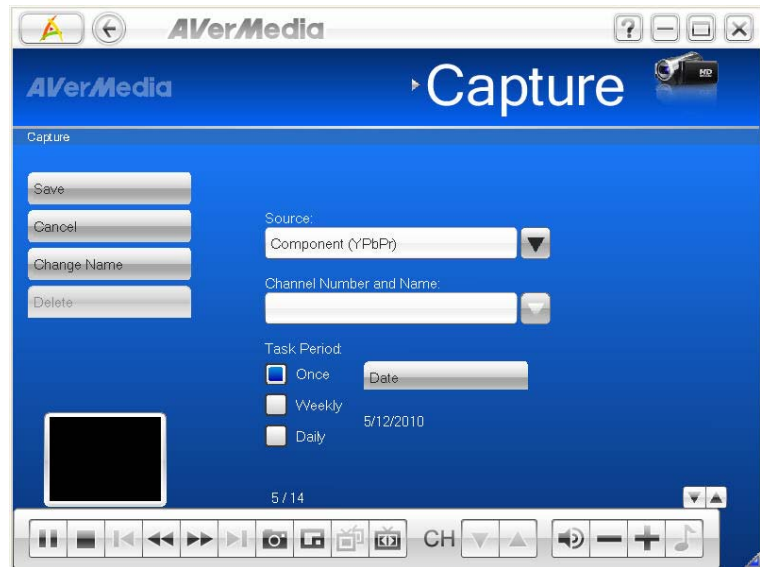 AVerMedia
?
AVerMedia
Capture
HD
Capture
Save
Cancel
Change Name
Delete
Source:
Component (YPbPr)
Channel Number and Name:
Task Period:
Once
Date
Weekly
5/12/2010
Daily
5 / 14
CH